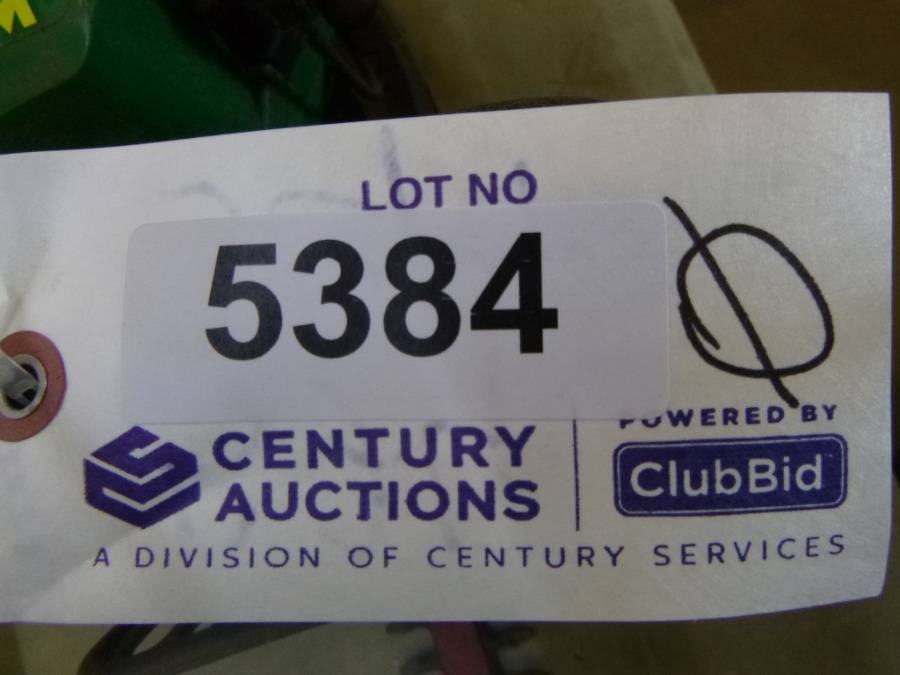 LOT NO
5384
Ø
CENTURY
AUCTIONS
POWERED BY
ClubBid
A DIVISION OF CENTURY SERVICES